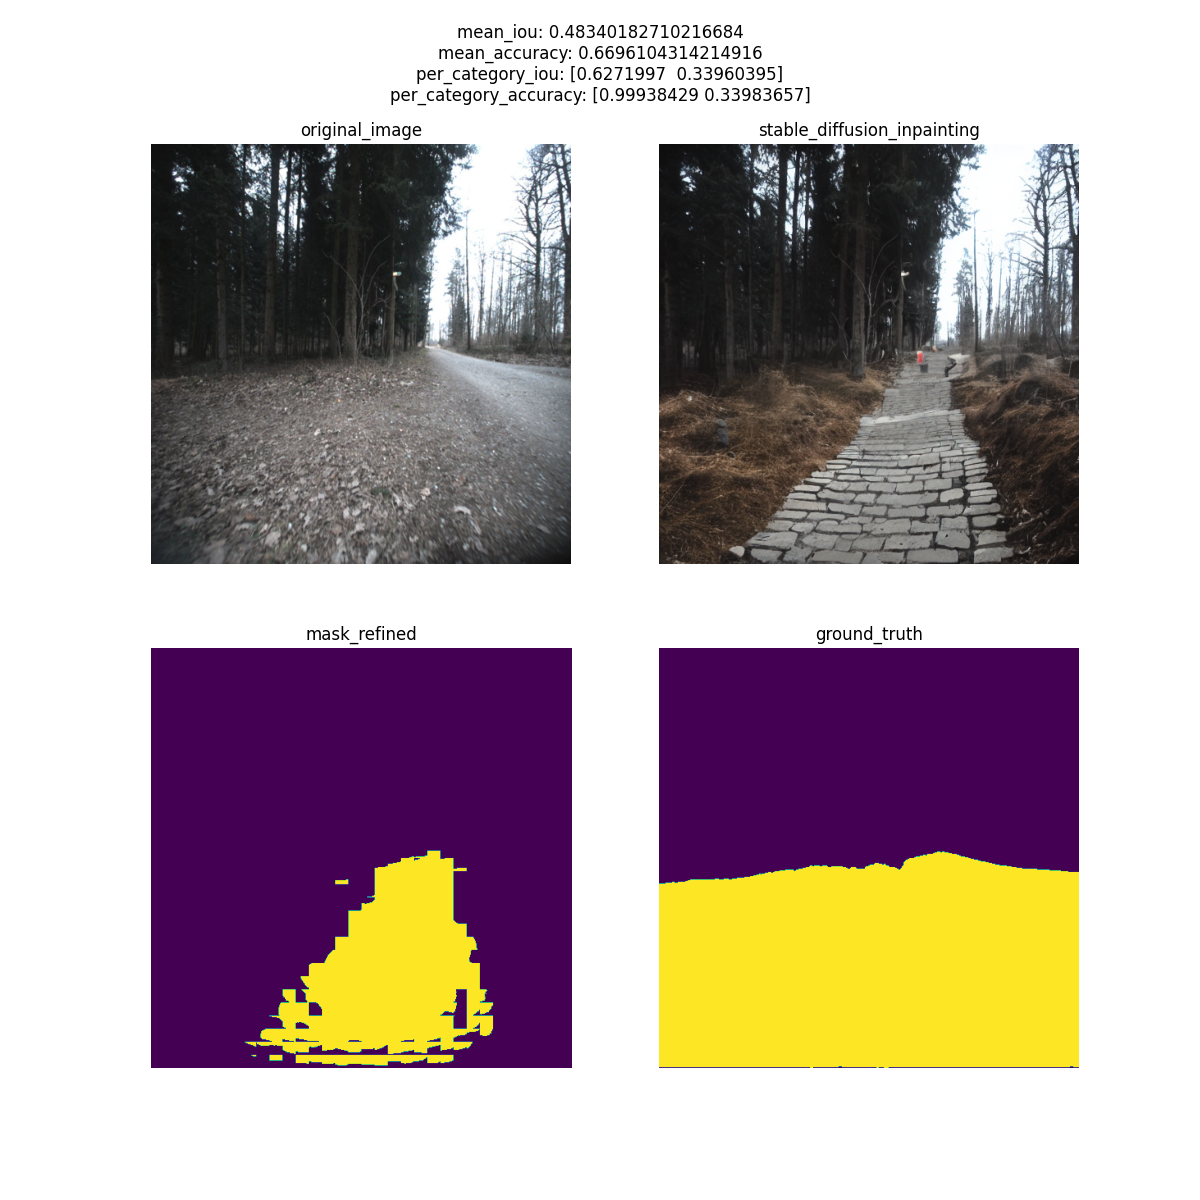 mean_iou: 0.48340182710216684
mean_accuracy: 0.6696104314214916
per_category_iou: [0.6271997  0.33960395]
per_category_accuracy: [0.99938429 0.33983657]
original_image
stable_diffusion_inpainting
mask_refined
ground_truth